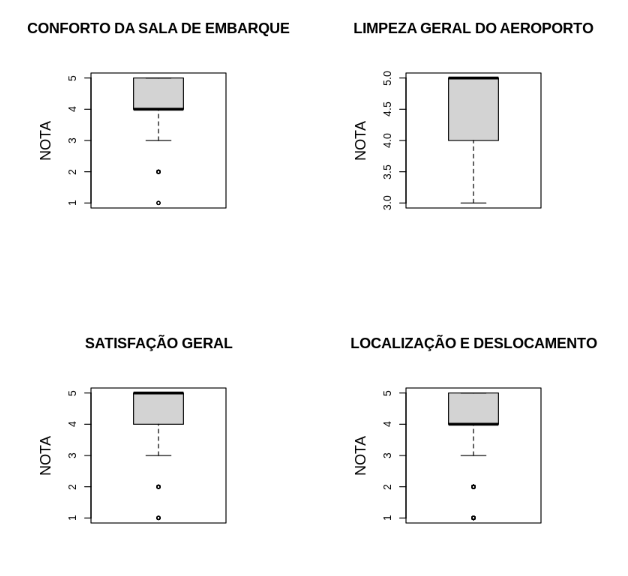 CONFORTO DA SALA DE EMBARQUE
NOTA
5
4
3
2
1
LIMPEZA GERAL DO AEROPORTO
NOTA
5.0
4.5
4.0
3.5
3.0
SATISFAÇÃO GERAL
NOTA
5
4
3
2
1
LOCALIZAÇÃO E DESLOCAMENTO
NOTA
5
4
3
2
1